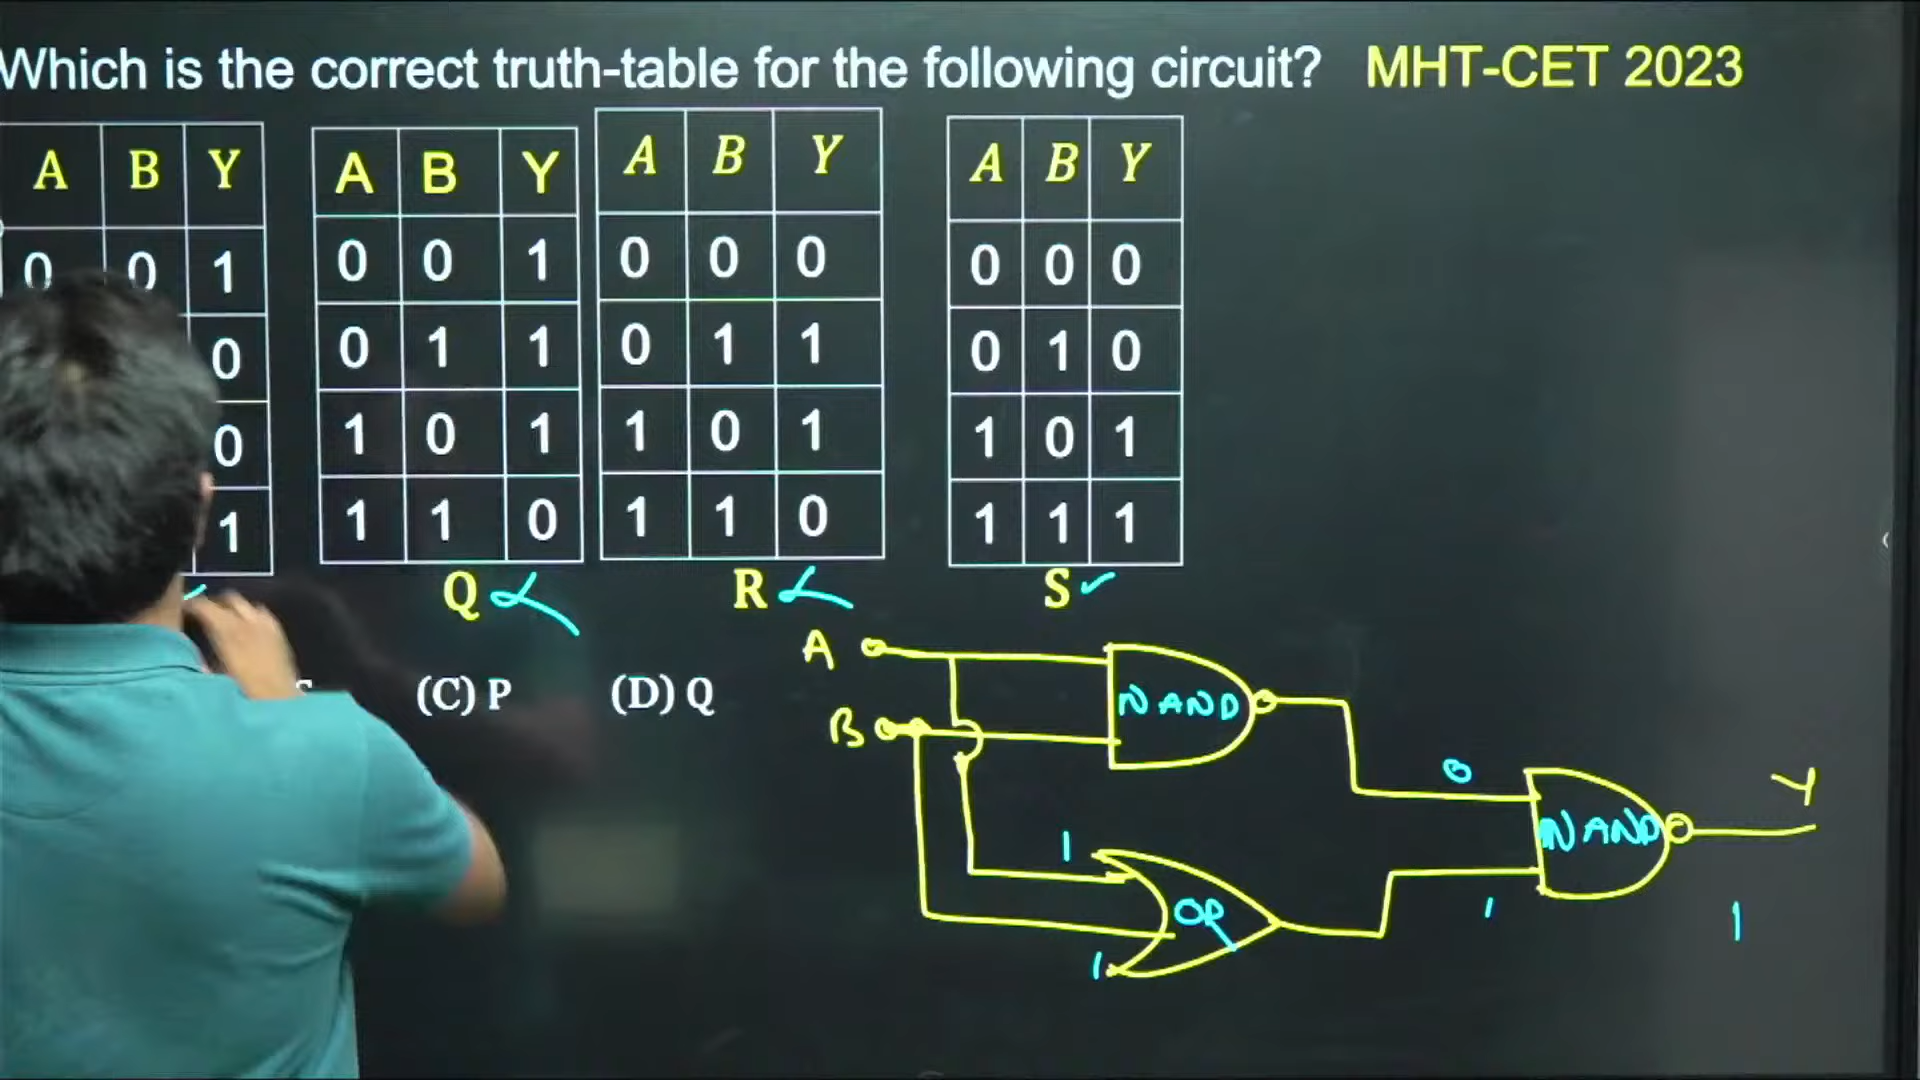 Which is the correct truth-table for the following circuit? MHT-CET 2023
A B Y
0 0 1
0
0
1
A B Y
0 0 1
0 1 1
1 0 1
1 1 0
Q
A B Y
0 0 0
0 1 1
1 0 1
1 1 0
R
A B Y
0 0 0
0 1 0
1 0 1
1 1 1
S
(C) P (D) Q
A
B
NAND
0
Y
NAND
1
OR
1
1
1